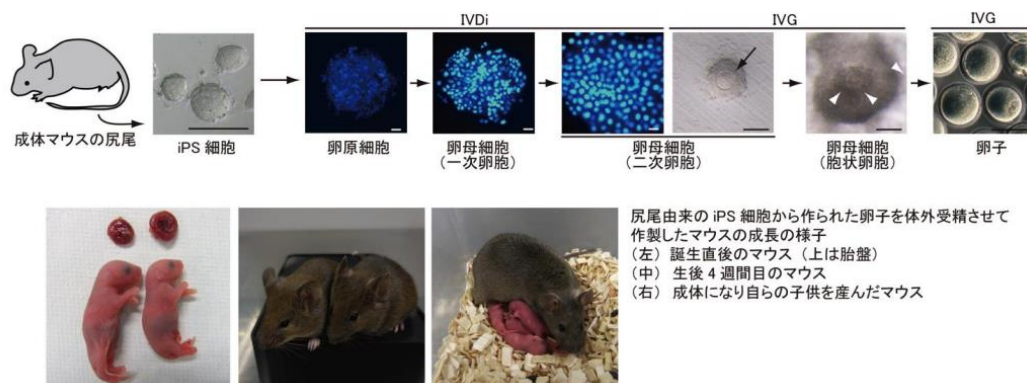 IVDi
IVG
IVG
成体マウスの尻尾
iPS 細胞
卵原細胞
卵母細胞
（一次卵胞）
卵母細胞
（二次卵胞）
卵母細胞
（胞状卵胞）
卵子
尻尾由来の iPS 細胞から作られた卵子を体外受精させて
作製したマウスの成長の様子
（左）誕生直後のマウス（上は胎盤）
（中）生後 4 週間目のマウス
（右）成体になり自らの子供を産んだマウス